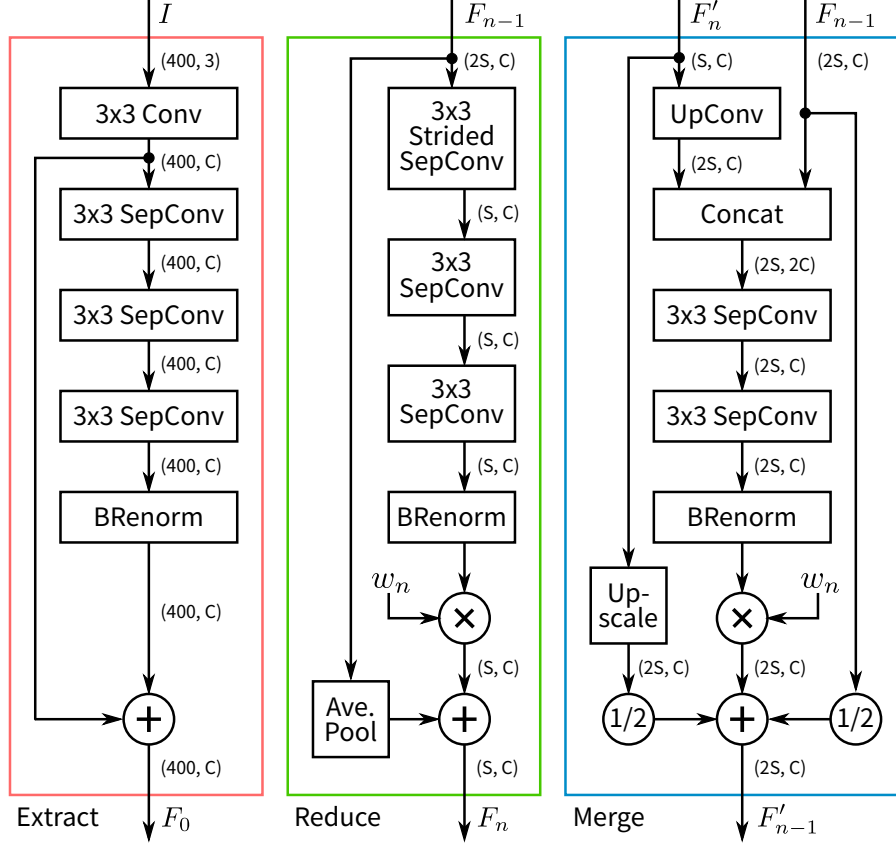 I
(400, 3)
3x3 Conv
(400, C)
3x3 SepConv
(400, C)
3x3 SepConv
(400, C)
3x3 SepConv
(400, C)
BRenorm
(400, C)
+
(400, C)
Extract
F_0
F_{n-1}
(2S, C)
3x3
Strided
SepConv
(S, C)
3x3
SepConv
(S, C)
3x3
SepConv
(S, C)
BRenorm
w_n
×
(S, C)
Ave.
Pool
+
(S, C)
Reduce
F_n
F'_n
F_{n-1}
(S, C)
(2S, C)
UpConv
(2S, C)
Concat
(2S, 2C)
3x3 SepConv
(2S, C)
3x3 SepConv
(2S, C)
BRenorm
Up-
scale
×
w_n
(2S, C)
(2S, C)
1/2
+
1/2
(2S, C)
Merge
F'_{n-1}